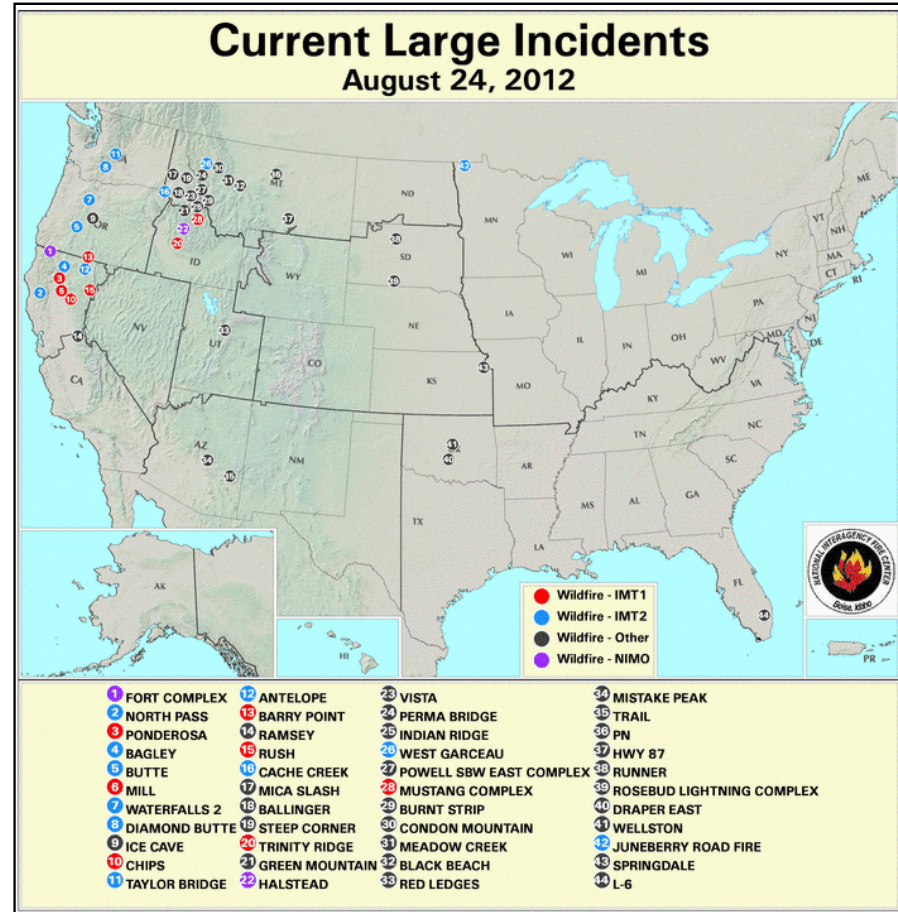 Current Large Incidents
August 24, 2012
ME
VT
NH
MA
CT
RI
NY
NJ
DE
MD
PA
WV
VA
NC
SC
GA
FL
AL
MS
TN
KY
OH
IN
IL
MI
WI
MN
IA
MO
AR
LA
TX
KS
NE
SD
ND
MT
WY
CO
NM
AZ
UT
ID
NV
CA
OR
AK
HI
PR
NATIONAL INTERAGENCY FIRE CENTER
Boise, Idaho
Wildfire - IMT1
Wildfire - IMT2
Wildfire - Other
Wildfire - NIMO
1 FORT COMPLEX
2 NORTH PASS
3 PONDEROSA
4 BAGLEY
5 BUTTE
6 MILL
7 WATERFALLS 2
8 DIAMOND BUTTE
9 ICE CAVE
10 CHIPS
11 TAYLOR BRIDGE
12 ANTELOPE
13 BARRY POINT
14 RAMSEY
15 RUSH
16 CACHE CREEK
17 MICA SLASH
18 BALLINGER
19 STEEP CORNER
20 TRINITY RIDGE
21 GREEN MOUNTAIN
22 HALSTEAD
23 VISTA
24 PERMA BRIDGE
25 INDIAN RIDGE
26 WEST GARCEAU
27 POWELL SBW EAST COMPLEX
28 MUSTANG COMPLEX
29 BURNT STRIP
30 CONDON MOUNTAIN
31 MEADOW CREEK
32 BLACK BEACH
33 RED LEDGES
34 MISTAKE PEAK
35 TRAIL
36 PN
37 HWY 87
38 RUNNER
39 ROSEBUD LIGHTNING COMPLEX
40 DRAPER EAST
41 WELLSTON
42 JUNEBERRY ROAD FIRE
43 SPRINGDALE
44 L-6